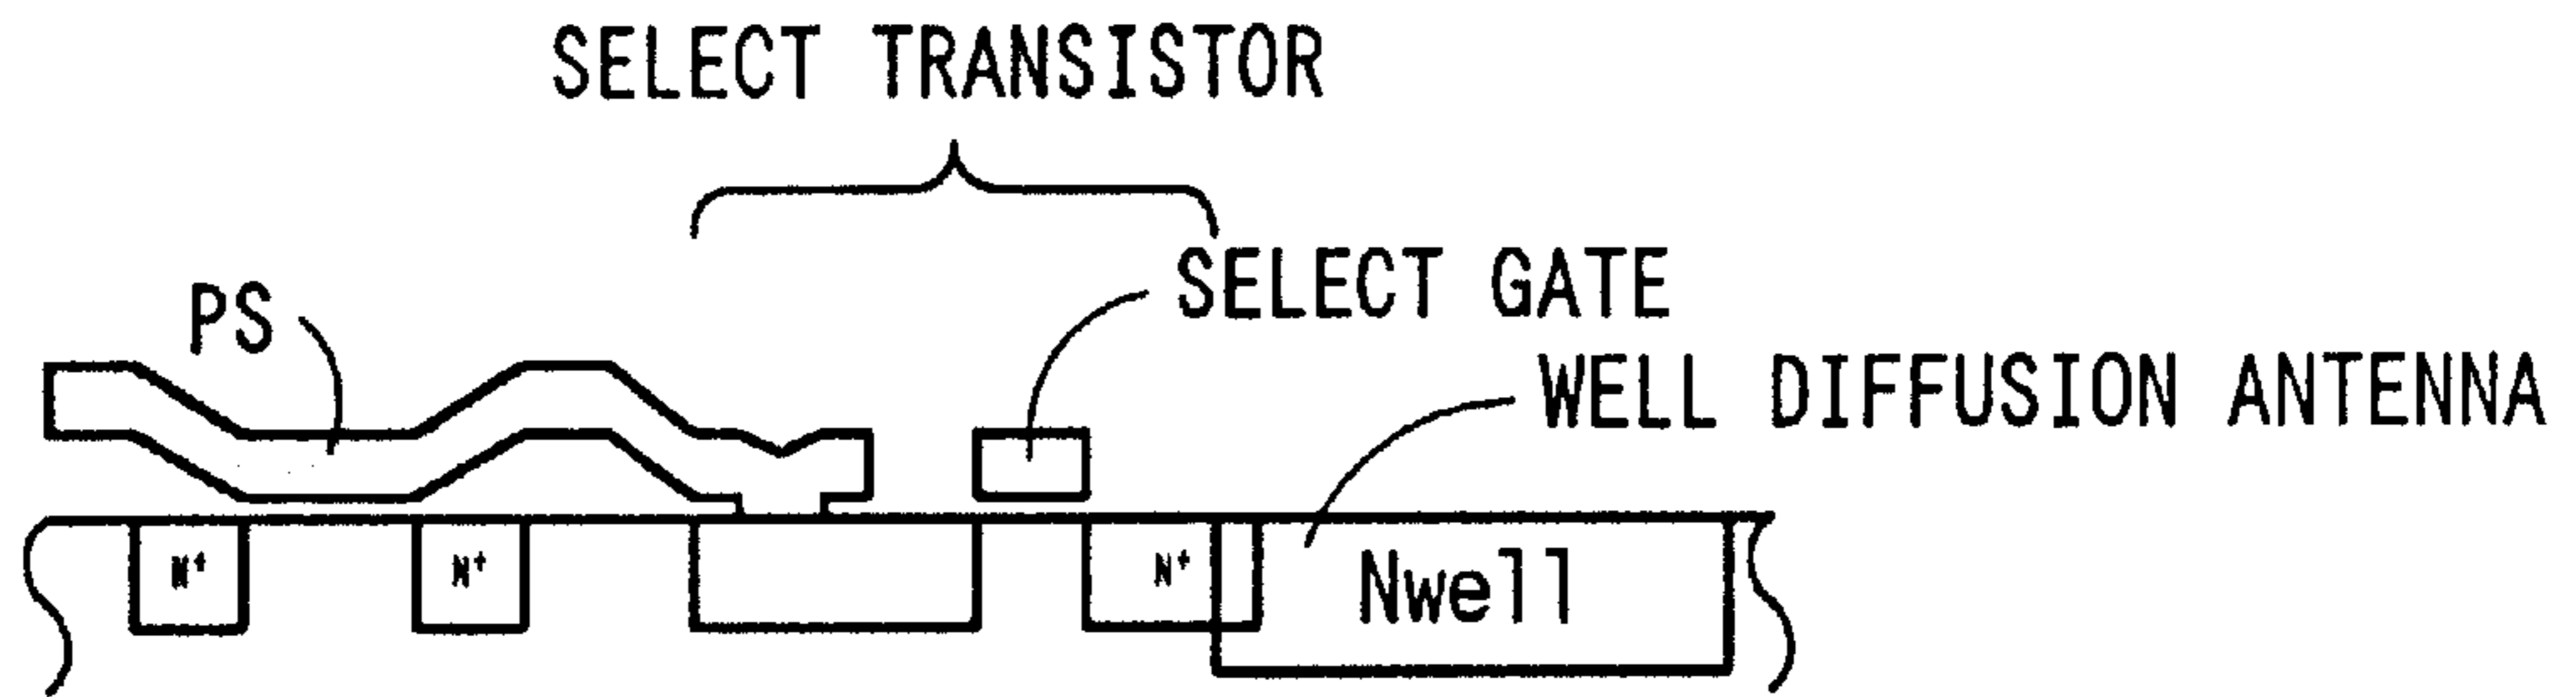 SELECT TRANSISTOR
SELECT GATE
PS
WELL DIFFUSION ANTENNA
N+
N+
N+
Nwell